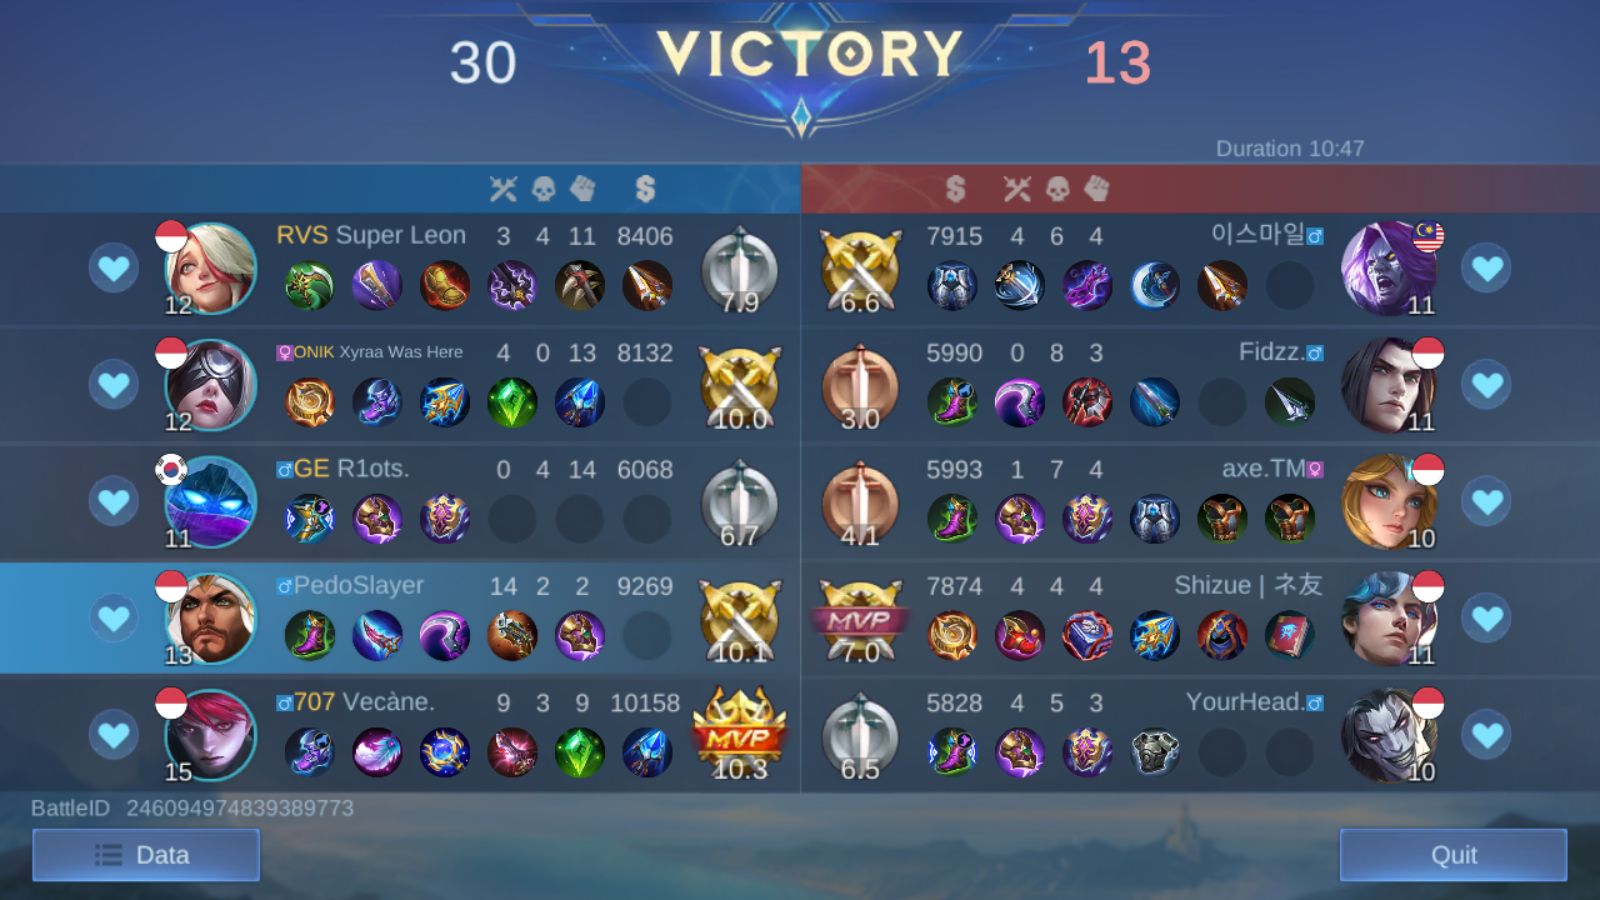 30 VICTORY 13
Duration 10:47
RVS Super Leon 3 4 11 8406
12 7.9
6.6 7915 4 6 4 이스마일
11
ONIK Xyraa Was Here 4 0 13 8132
12 10.0
3.0 5990 0 8 3 Fidzz.
11
GE R1ots. 0 4 14 6068
11 6.7
4.1 5993 1 7 4 axe.TM
10
PedoSlayer 14 2 2 9269
13 10.1
MVP 7.0 7874 4 4 4 Shizue | ネ友
11
707 Vecàne. 9 3 9 10158
15 MVP 10.3
6.5 5828 4 5 3 YourHead.
10
BattleID 246094974839389773
Data
Quit